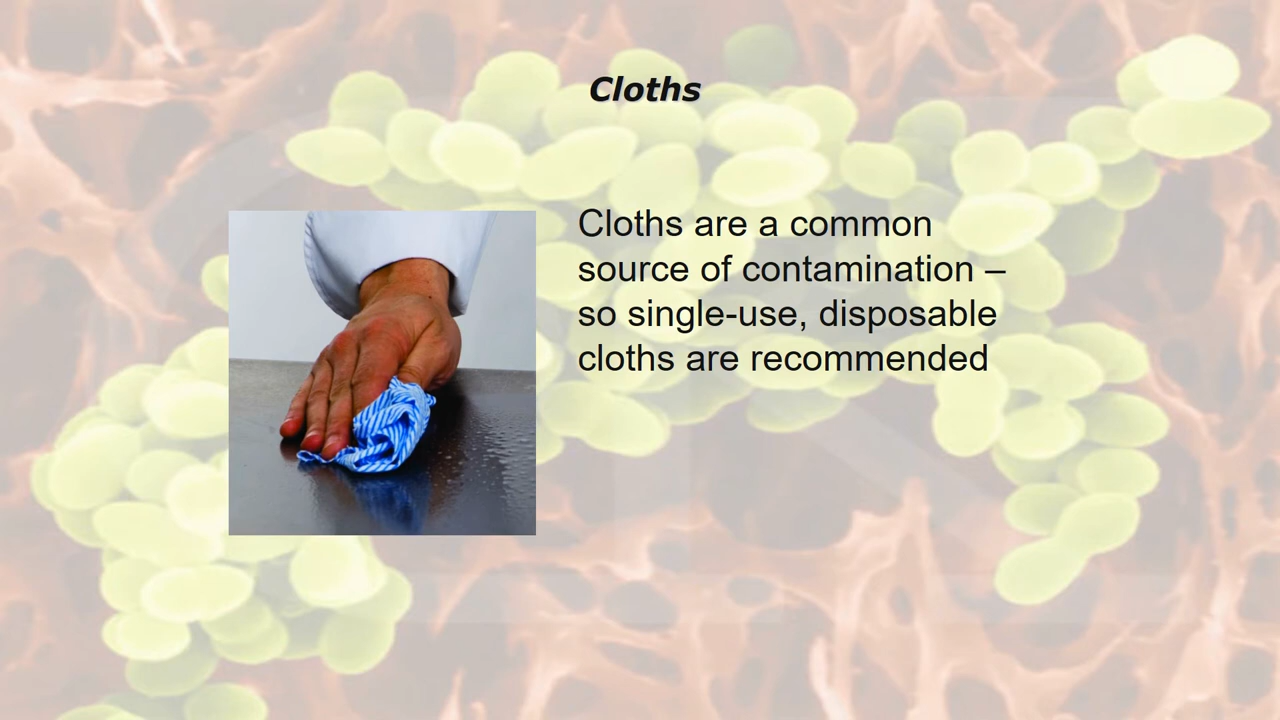 Cloths
Cloths are a common
source of contamination –
so single-use, disposable
cloths are recommended